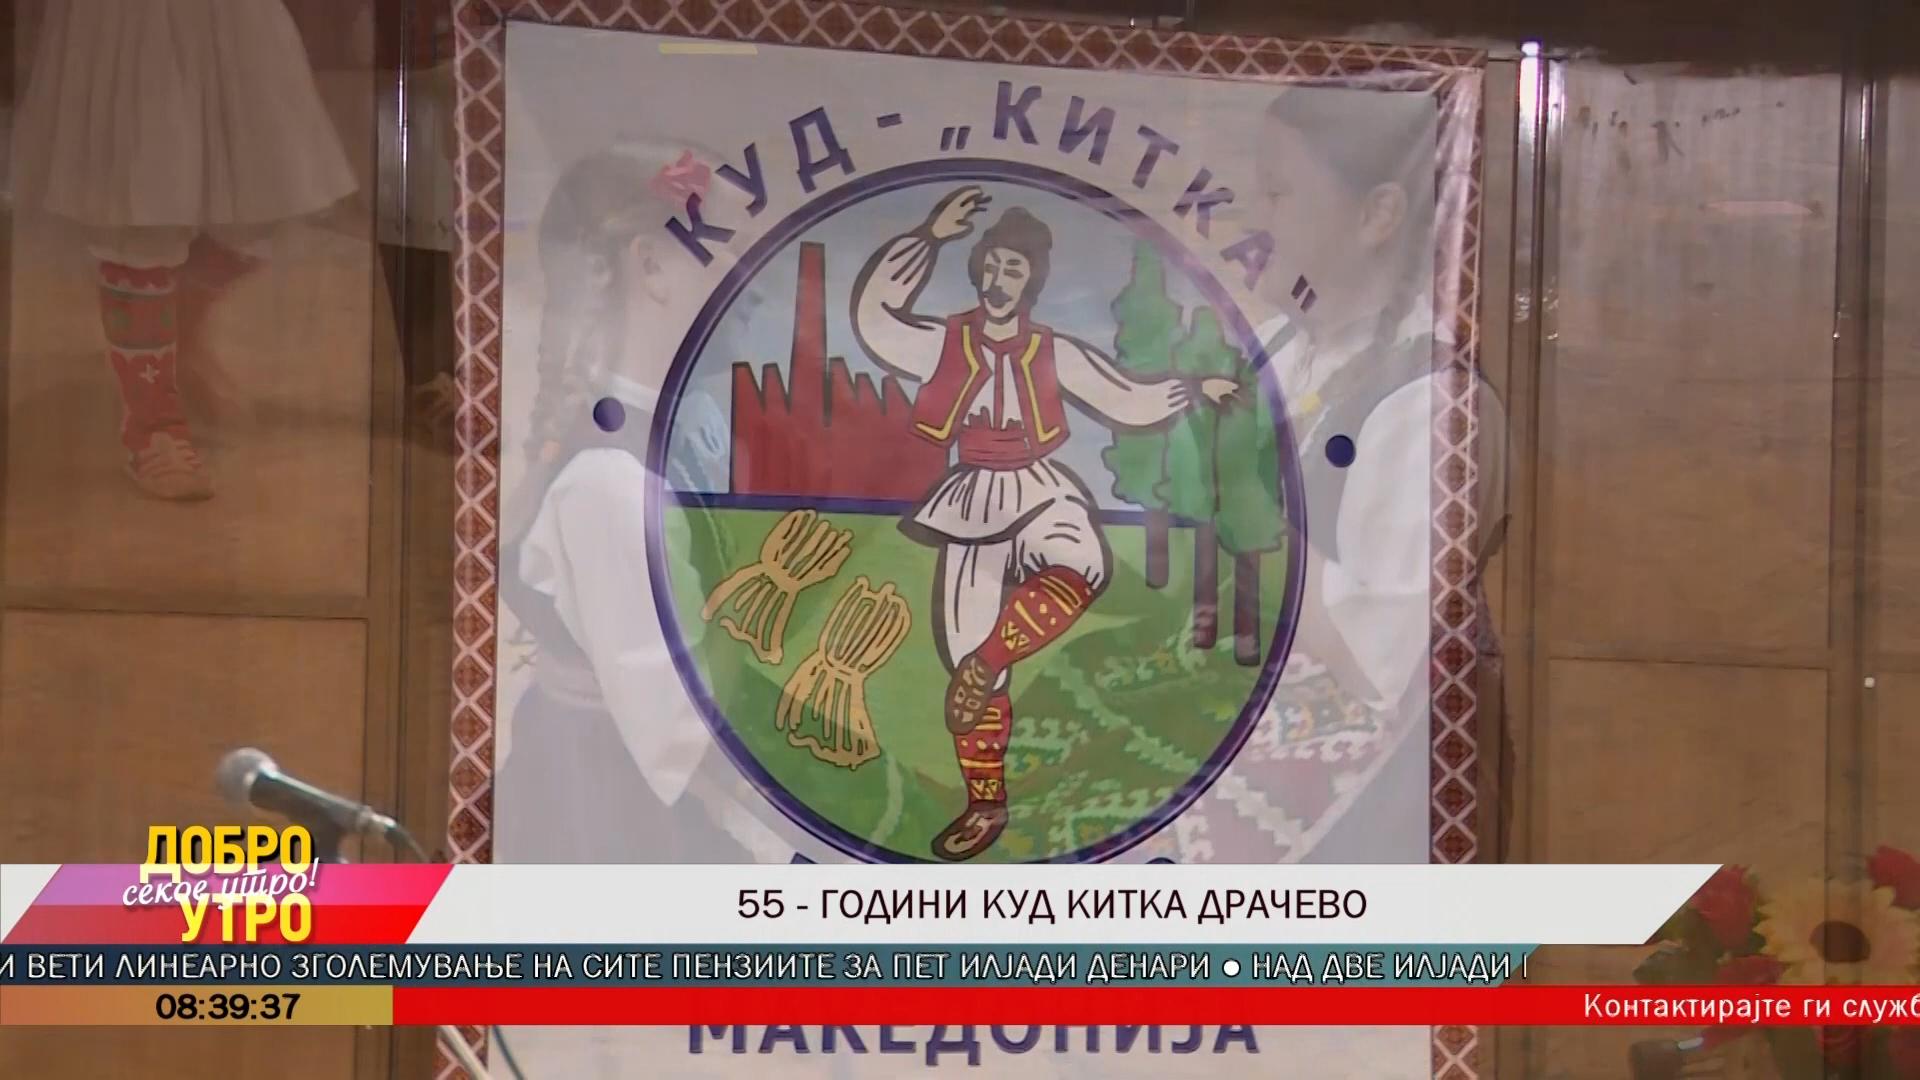 КУД - „КИТКА"
ДОБРО
секое утро!
УТРО
55 - ГОДИНИ КУД КИТКА ДРАЧЕВО
И ВЕТИ ЛИНЕАРНО ЗГОЛЕМУВАЊЕ НА СИТЕ ПЕНЗИИТЕ ЗА ПЕТ ИЛЈАДИ ДЕНАРИ ● НАД ДВЕ ИЛЈАДИ
08:39:37
Контактирајте ги служб
МАКЕДОНИЈА